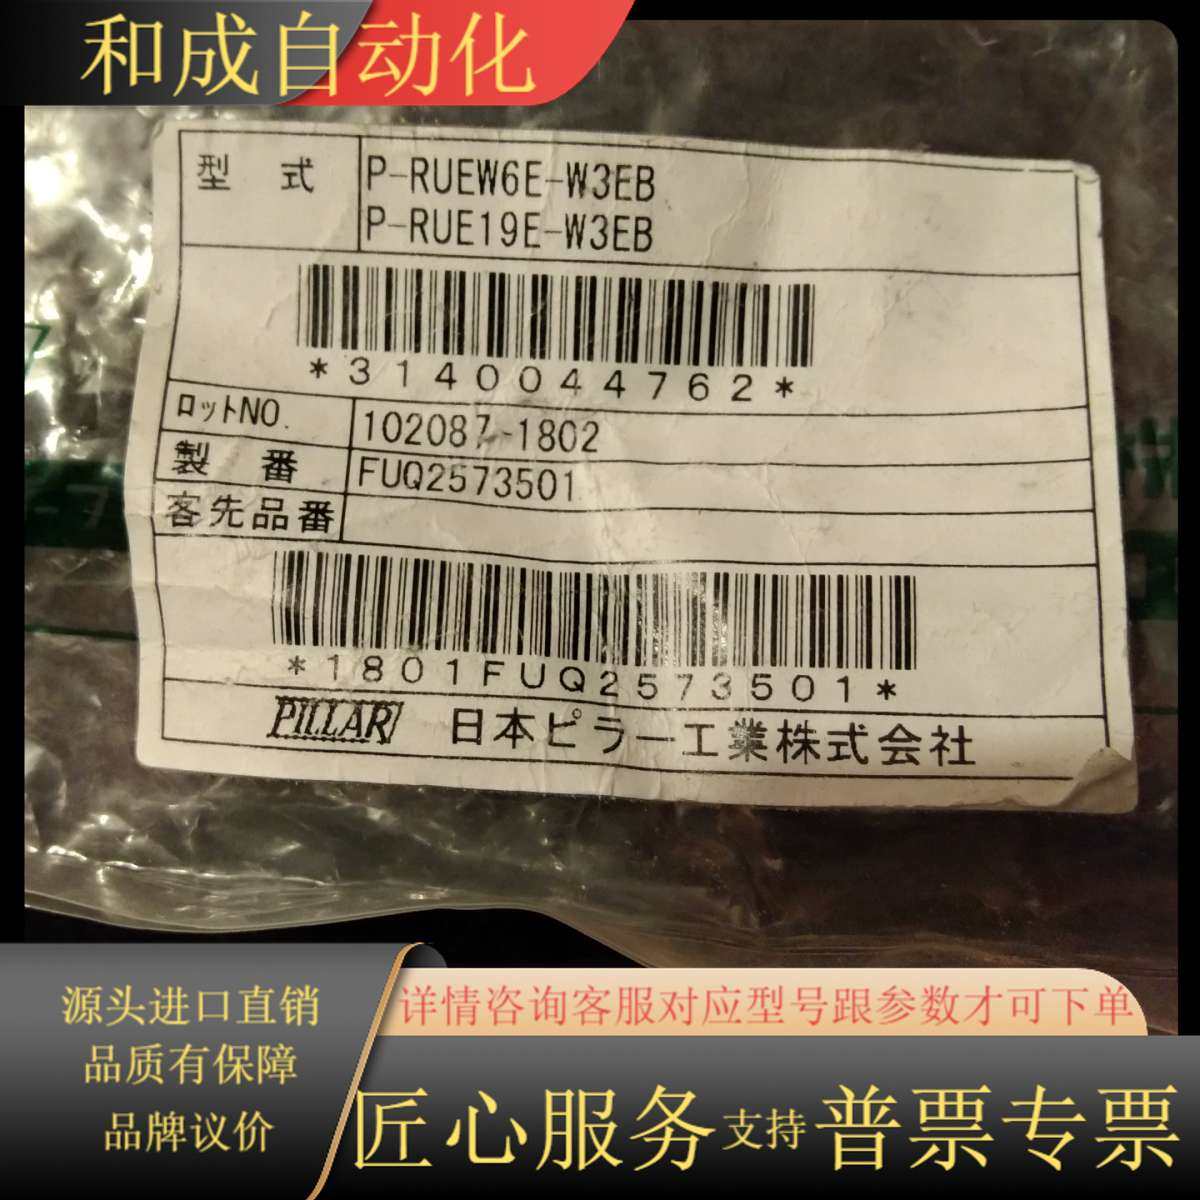 和成自动化
型 式 P-RUEW6E-W3EB
P-RUE19E-W3EB
*3140044762*
ロットNO. 102087-1802
製 番 FUQ2573501
客先品番
*1801FUQ2573501*
PILLAR 日本ピラー工業株式会社
源头进口直销
品质有保障
品牌议价
详情咨询客服对应型号跟参数才可下单
匠心服务支持普票专票